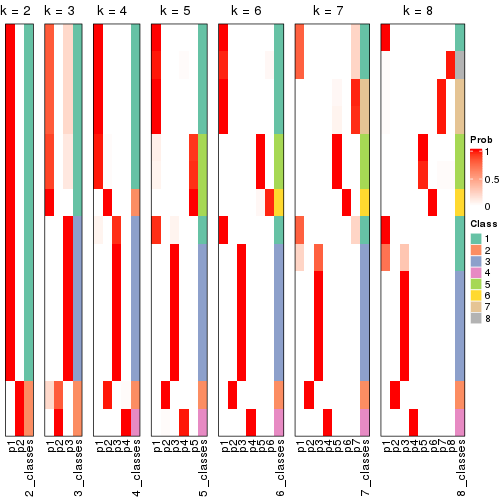 k = 2 k = 3 k = 4 k = 5 k = 6 k = 7 k = 8
Prob
1
0.5
0
Class
1
2
3
4
5
6
7
8
p1 p2 2_classes
p1 p2 p3 3_classes
p1 p2 p3 p4 4_classes
p1 p2 p3 p4 p5 5_classes
p1 p2 p3 p4 p5 p6 6_classes
p1 p2 p3 p4 p5 p6 p7 7_classes
p1 p2 p3 p4 p5 p6 p7 p8 8_classes